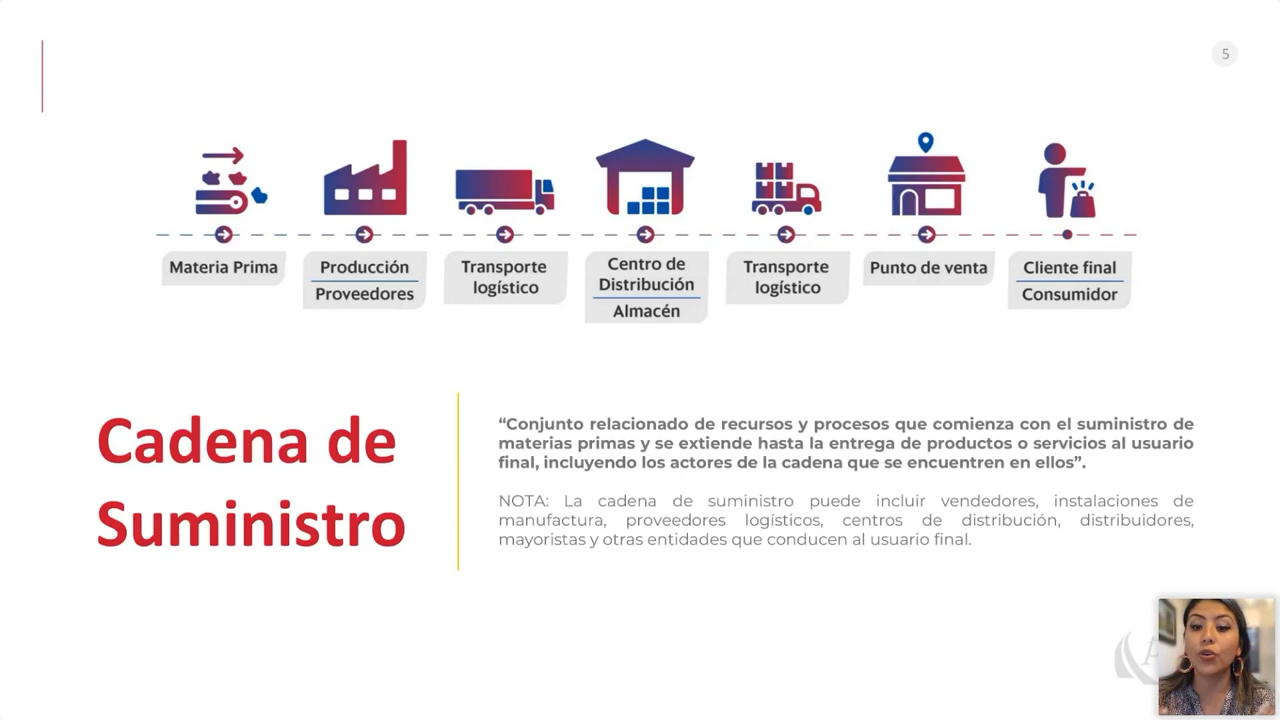 5
Materia Prima
Producción
Proveedores
Transporte
logístico
Centro de
Distribución
Almacén
Transporte
logístico
Punto de venta
Cliente final
Consumidor
Cadena de
Suministro
“Conjunto relacionado de recursos y procesos que comienza con el suministro de
materias primas y se extiende hasta la entrega de productos o servicios al usuario
final, incluyendo los actores de la cadena que se encuentren en ellos”.
NOTA: La cadena de suministro puede incluir vendedores, instalaciones de
manufactura, proveedores logísticos, centros de distribución, distribuidores,
mayoristas y otras entidades que conducen al usuario final.